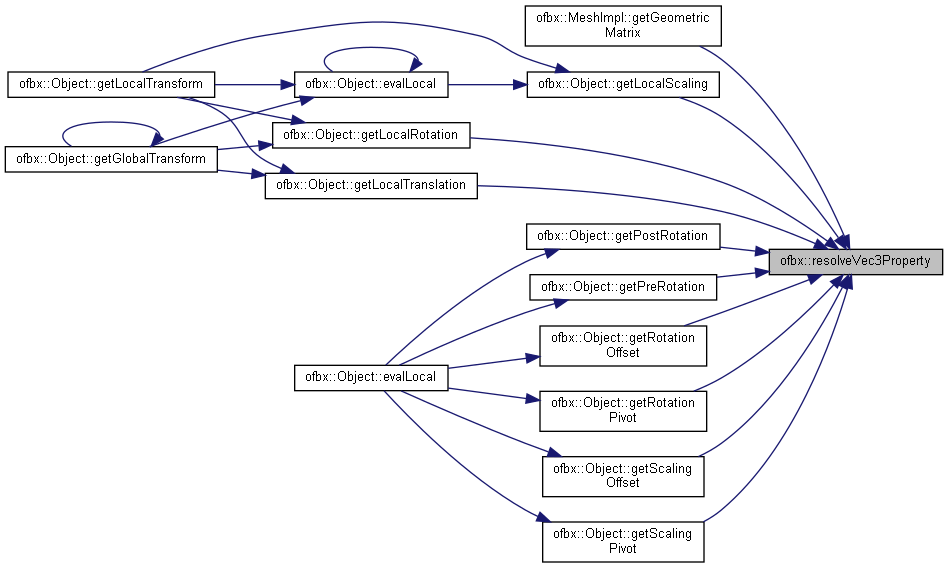 ofbx::MeshImpl::getGeometric
Matrix
ofbx::Object::getLocalTransform
ofbx::Object::evalLocal
ofbx::Object::getLocalScaling
ofbx::Object::getLocalRotation
ofbx::Object::getGlobalTransform
ofbx::Object::getLocalTranslation
ofbx::Object::getPostRotation
ofbx::resolveVec3Property
ofbx::Object::getPreRotation
ofbx::Object::getRotation
Offset
ofbx::Object::evalLocal
ofbx::Object::getRotation
Pivot
ofbx::Object::getScaling
Offset
ofbx::Object::getScaling
Pivot